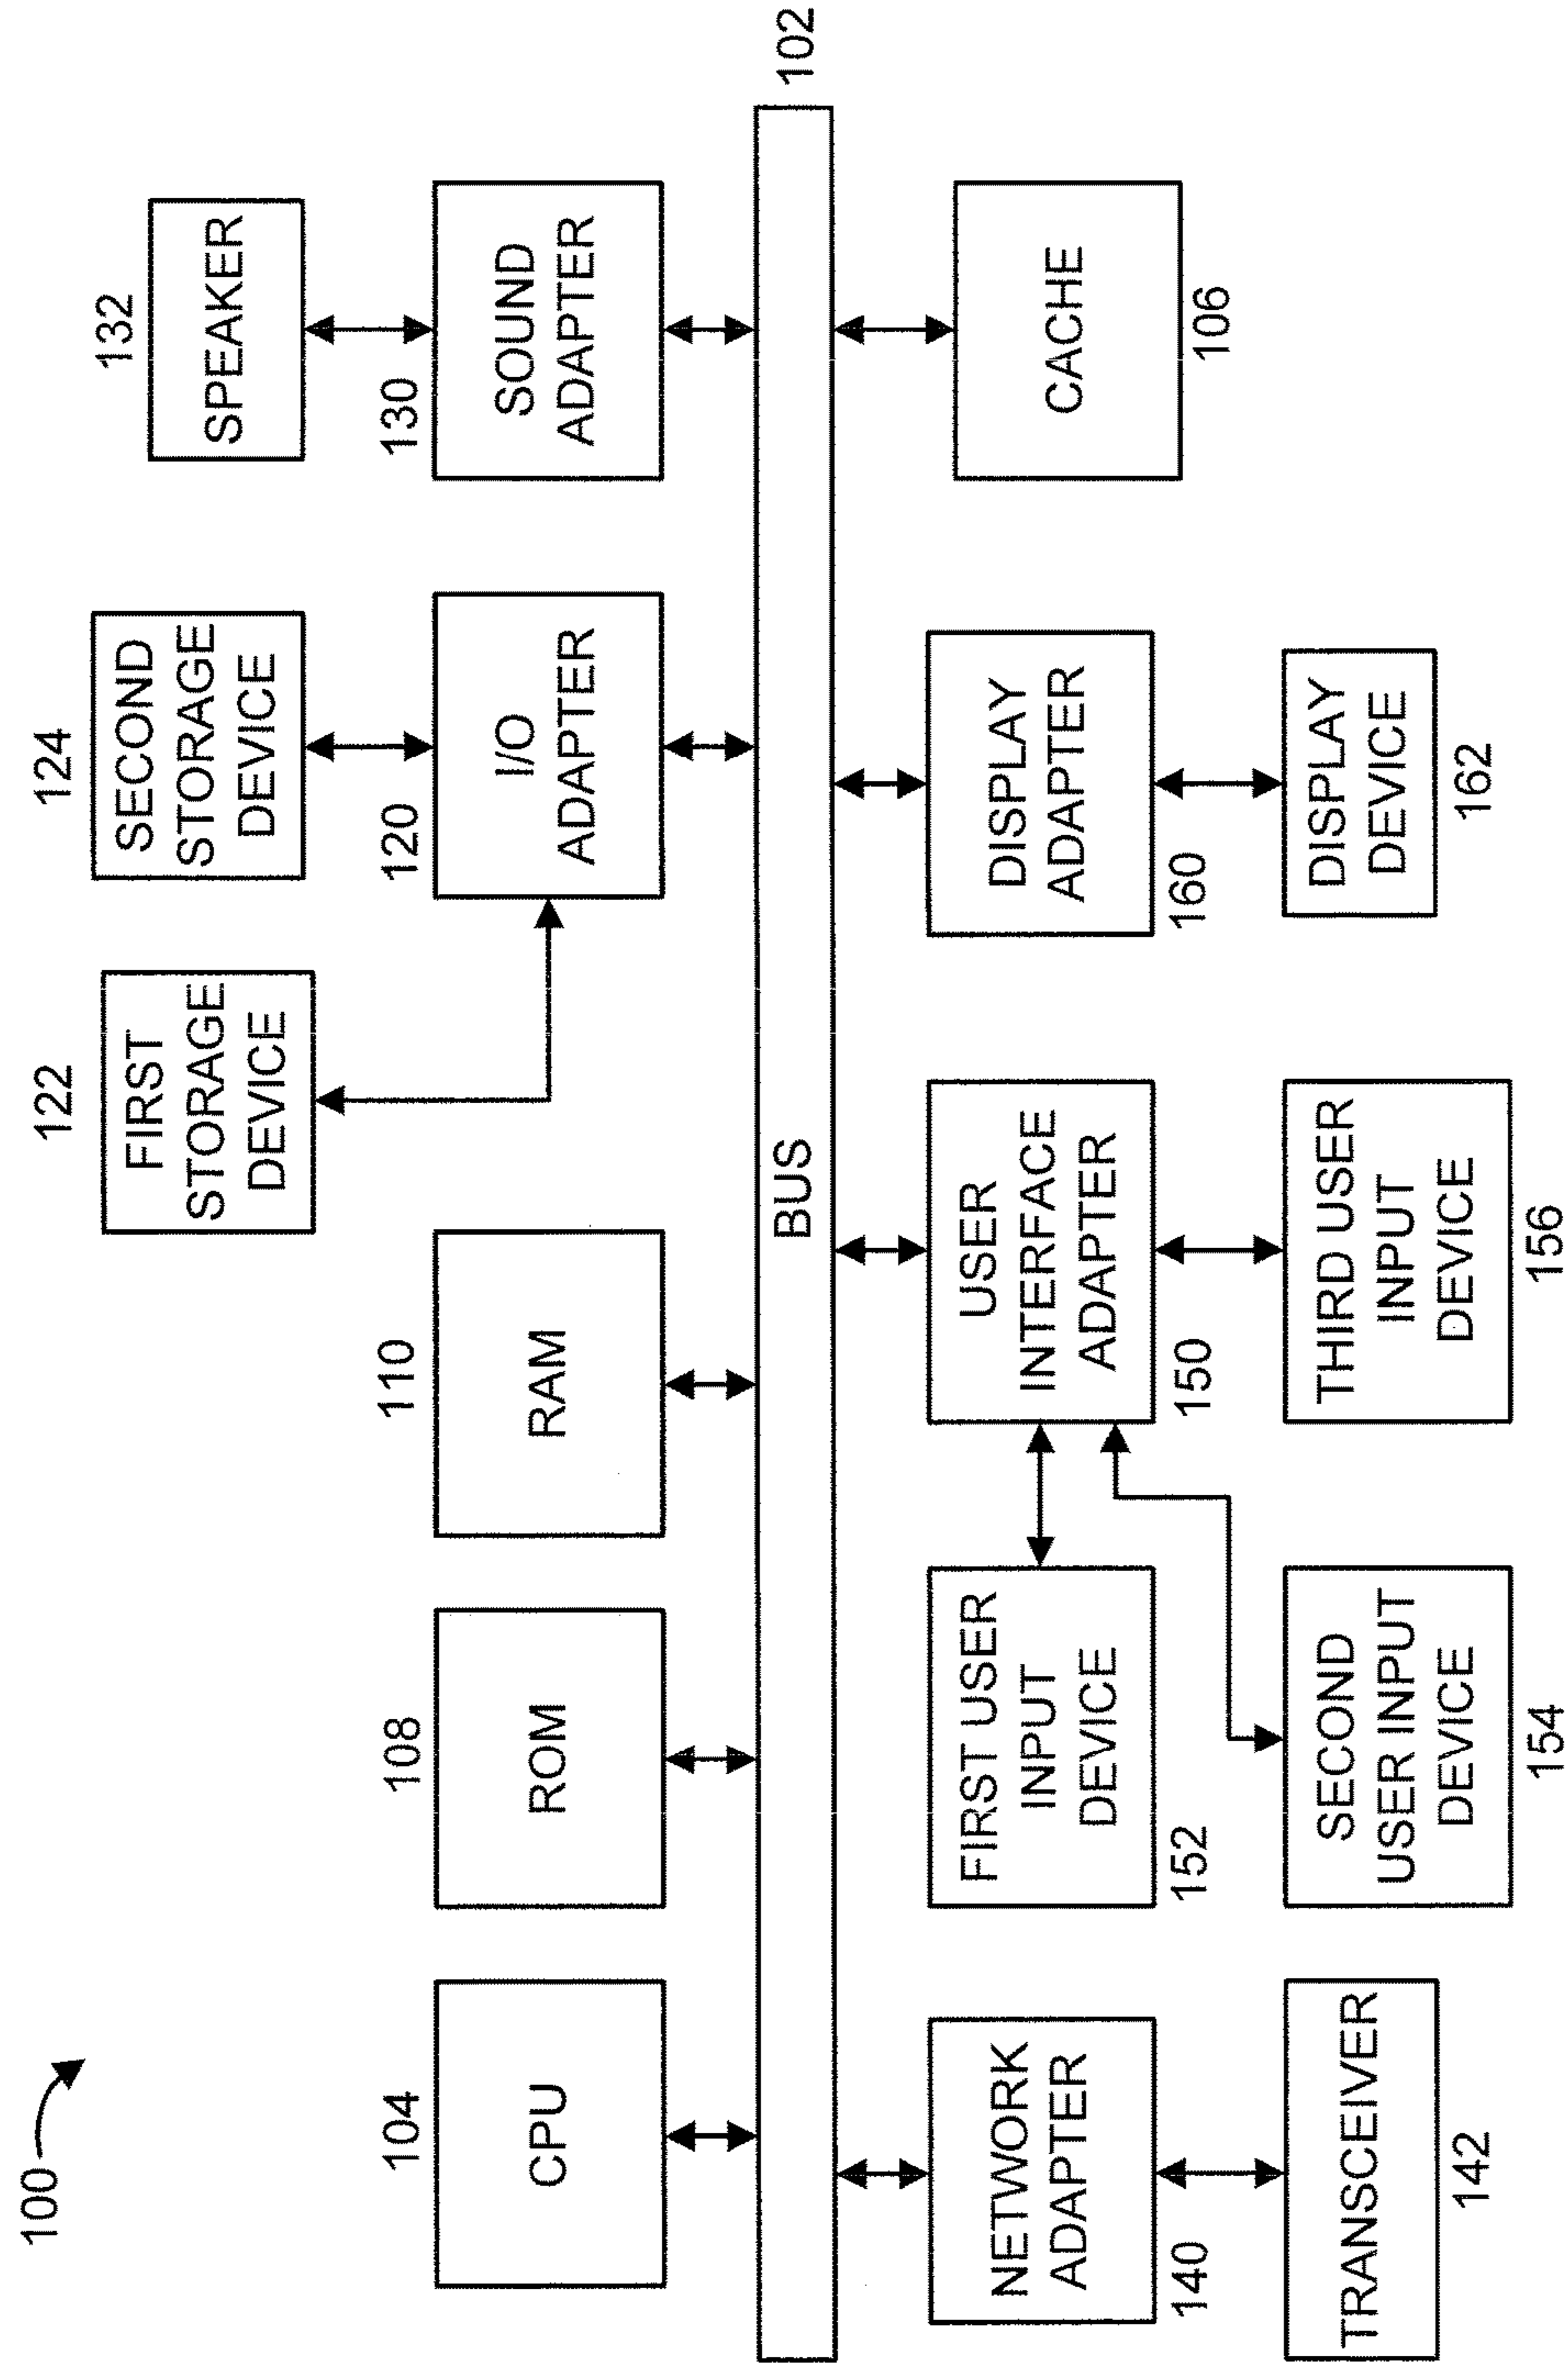 100
132
SPEAKER
124
SECOND
STORAGE
DEVICE
122
FIRST
STORAGE
DEVICE
104
CPU
108
ROM
110
RAM
120
I/O
ADAPTER
130
SOUND
ADAPTER
BUS
102
NETWORK
ADAPTER
140
FIRST USER
INPUT
DEVICE
152
USER
INTERFACE
ADAPTER
150
DISPLAY
ADAPTER
160
CACHE
106
TRANSCEIVER
142
SECOND
USER INPUT
DEVICE
154
THIRD USER
INPUT
DEVICE
156
DISPLAY
DEVICE
162